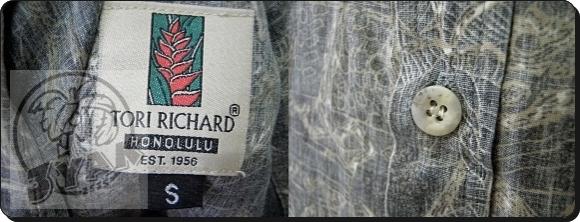 TORI RICHARD®
HONOLULU
EST. 1956
S